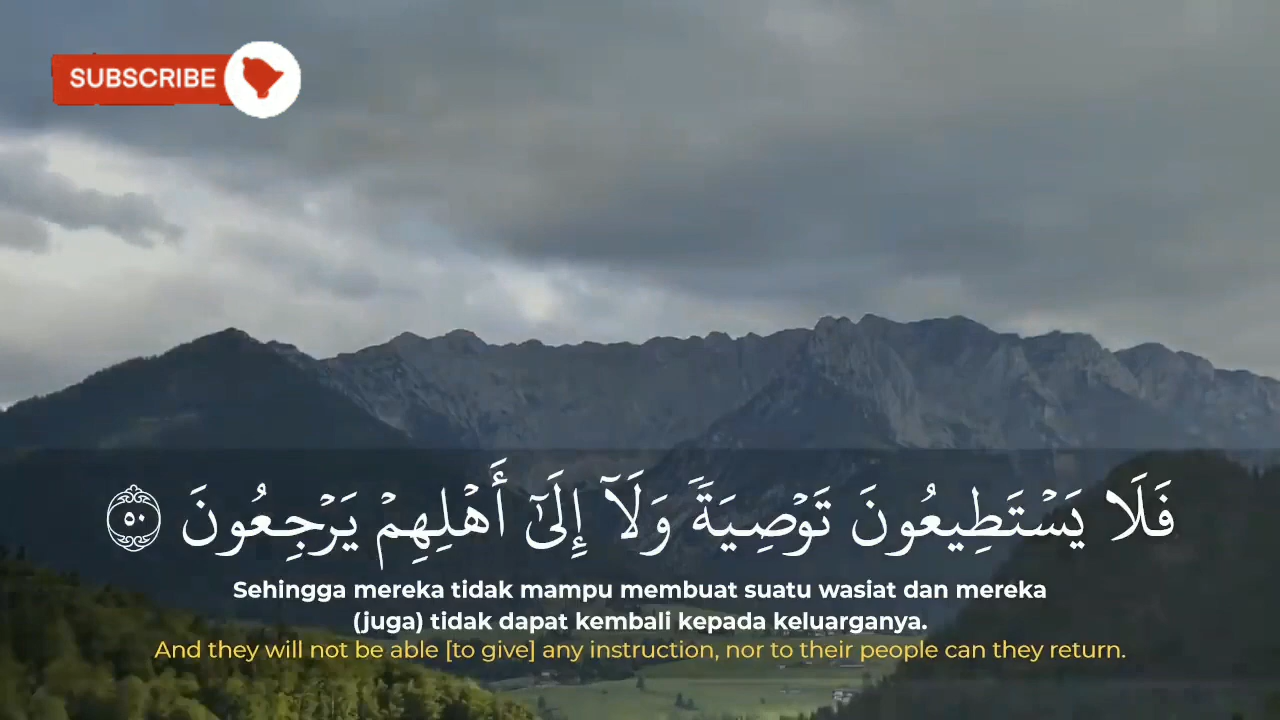 SUBSCRIBE
فَلَا يَسْتَطِيعُونَ تَوْصِيَةً وَلَآ إِلَىٰٓ أَهْلِهِمْ يَرْجِعُونَ ٥٠
Sehingga mereka tidak mampu membuat suatu wasiat dan mereka
(juga) tidak dapat kembali kepada keluarganya.
And they will not be able [to give] any instruction, nor to their people can they return.